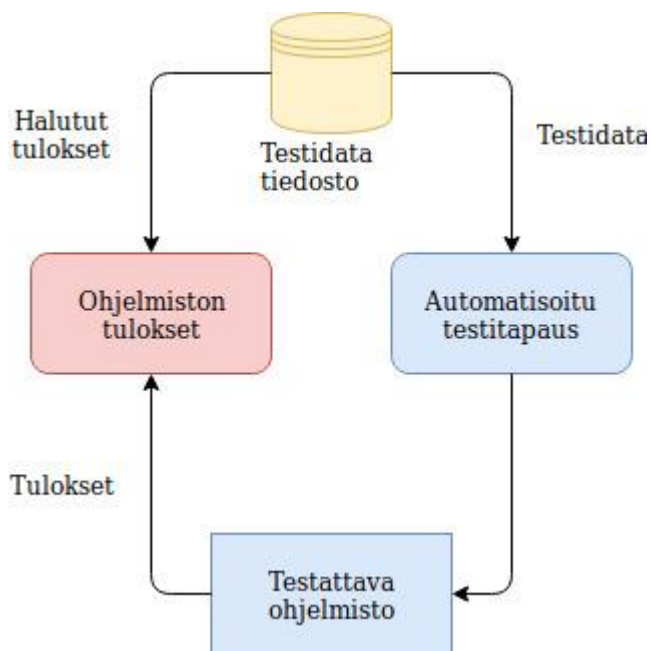 Halutut
tulokset
Testidata
tiedosto
Testidata
Ohjelmiston
tulokset
Automatisoitu
testitapaus
Tulokset
Testattava
ohjelmisto